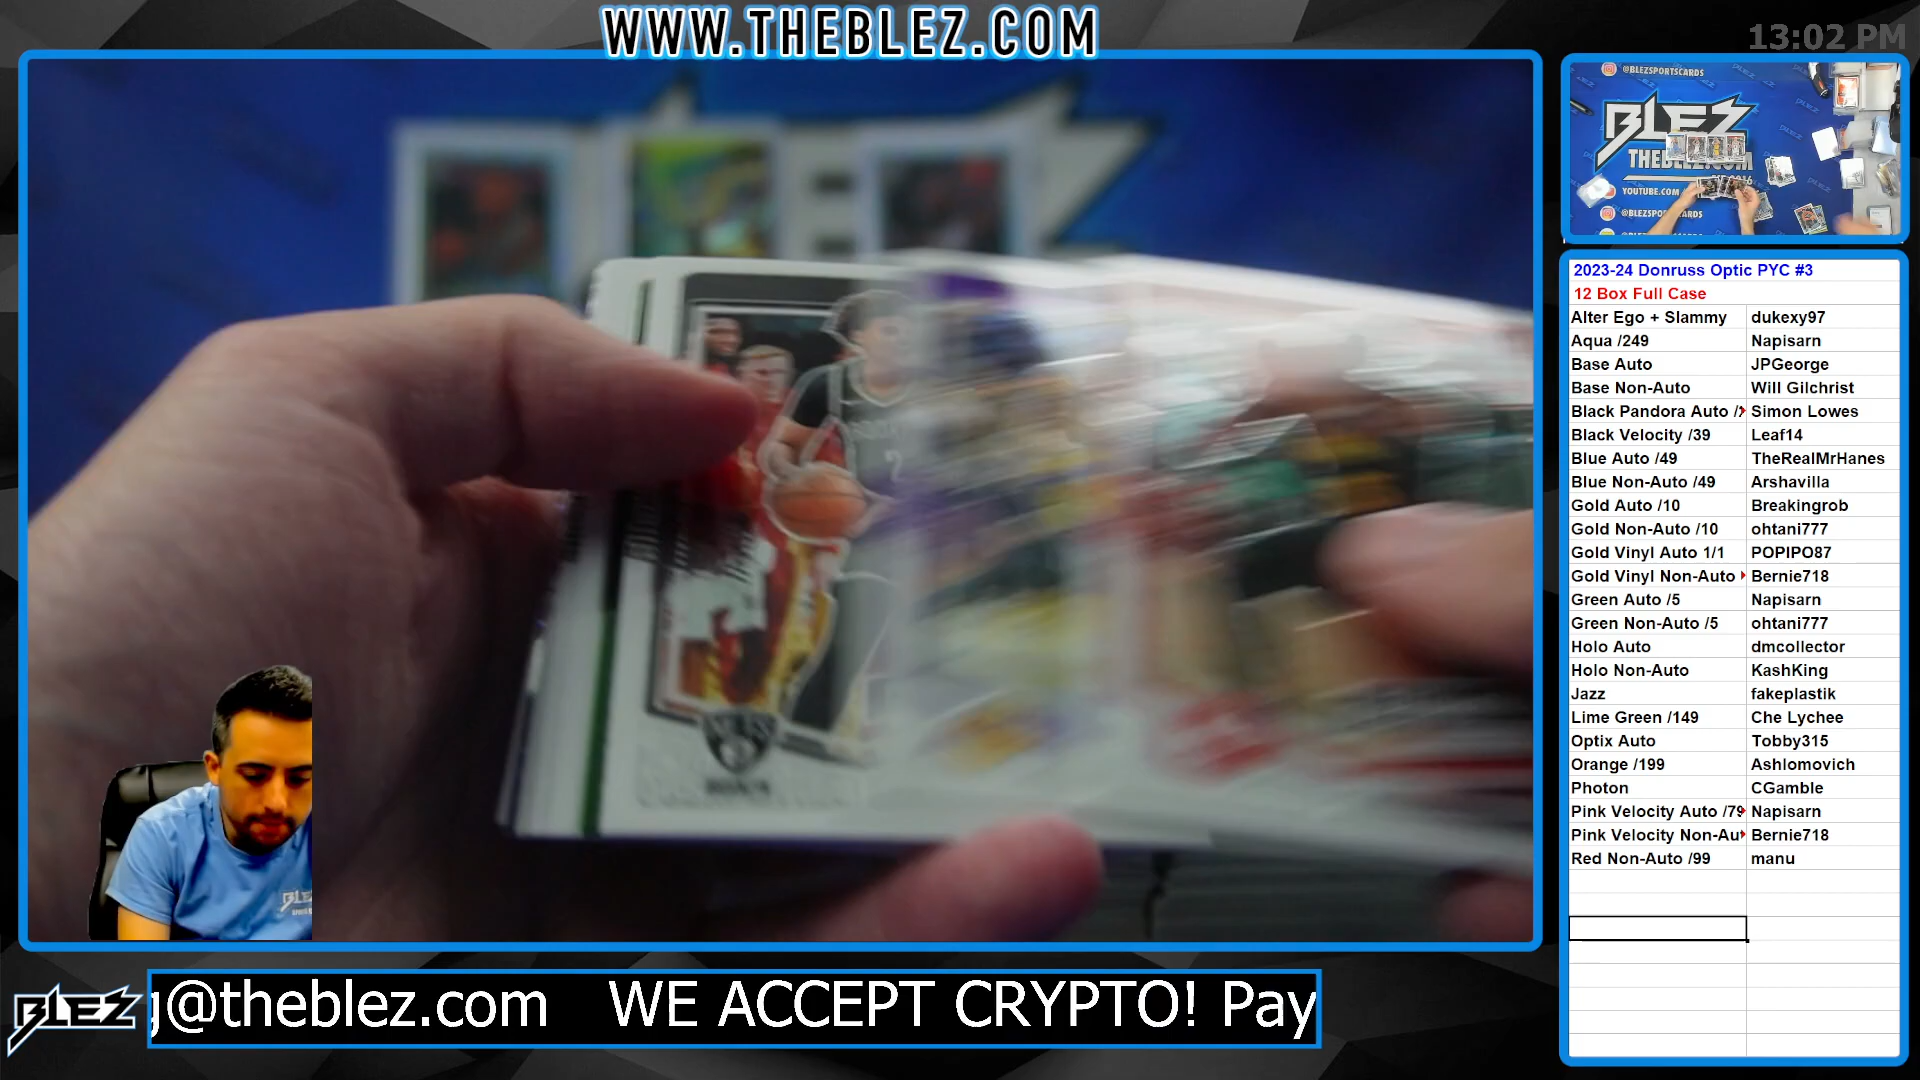 WWW.THEBLEZ.COM
13:02 PM
@BLEZSPORTSCARDS
BLEZ
THEBLEZ.COM
YOUTUBE.COM
2023-24 Donruss Optic PYC #3
12 Box Full Case
Alter Ego + Slammy dukexy97
Aqua /249 Napisarn
Base Auto JPGeorge
Base Non-Auto Will Gilchrist
Black Pandora Auto / Simon Lowes
Black Velocity /39 Leaf14
Blue Auto /49 TheRealMrHanes
Blue Non-Auto /49 Arshavilla
Gold Auto /10 Breakingrob
Gold Non-Auto /10 ohtani777
Gold Vinyl Auto 1/1 POPIPO87
Gold Vinyl Non-Auto Bernie718
Green Auto /5 Napisarn
Green Non-Auto /5 ohtani777
Holo Auto dmcollector
Holo Non-Auto KashKing
Jazz fakeplastik
Lime Green /149 Che Lychee
Optix Auto Tobby315
Orange /199 Ashlomovich
Photon CGamble
Pink Velocity Auto /79 Napisarn
Pink Velocity Non-Au Bernie718
Red Non-Auto /99 manu
BLEZ
BLEZ g@theblez.com WE ACCEPT CRYPTO! Pay